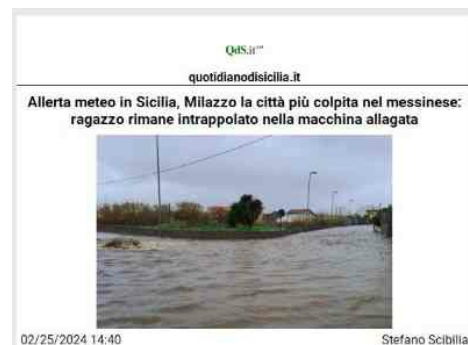 QdS.it
quotidianodisicilia.it
Allerta meteo in Sicilia, Milazzo la città più colpita nel messinese:
ragazzo rimane intrappolato nella macchina allagata
02/25/2024 14:40
Stefano Scibilia